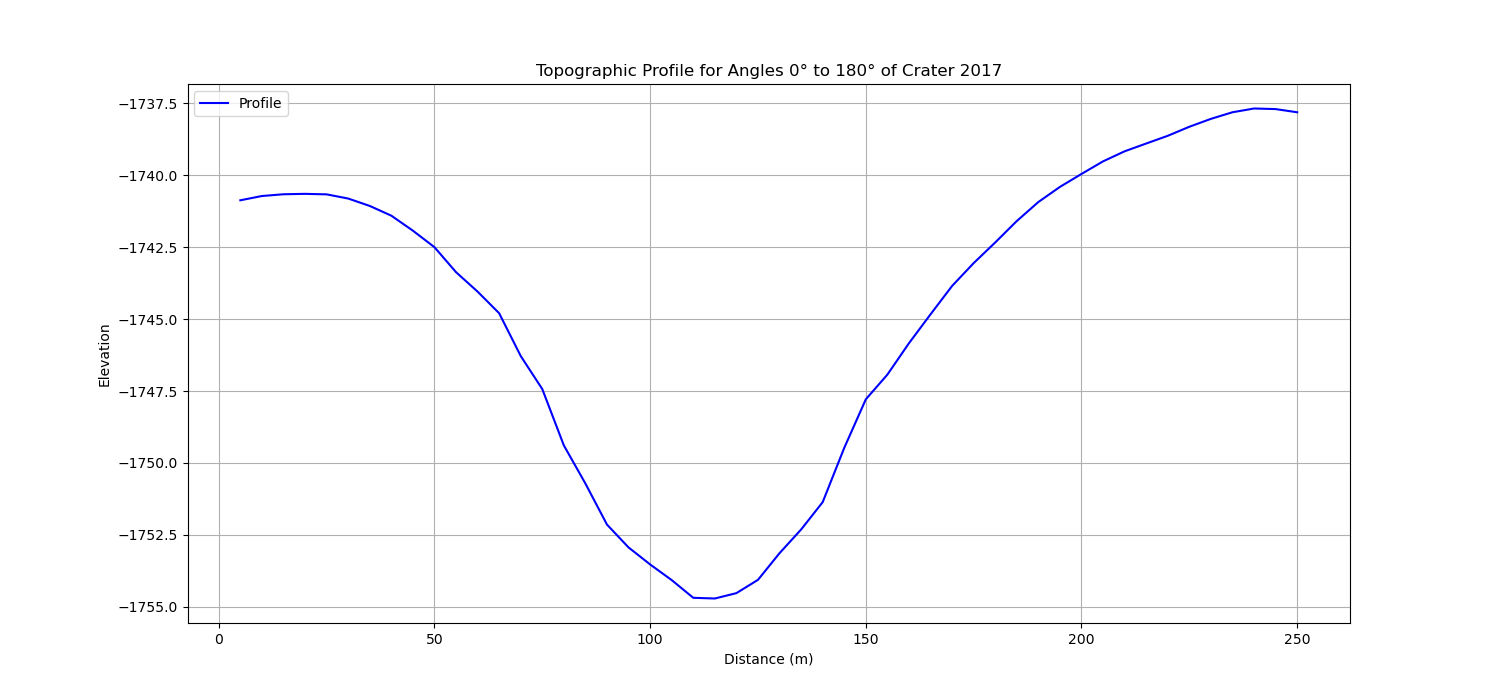 Topographic Profile for Angles 0° to 180° of Crater 2017
Profile
−1737.5
−1740.0
−1742.5
−1745.0
−1747.5
−1750.0
−1752.5
−1755.0
Elevation
0 50 100 150 200 250
Distance (m)